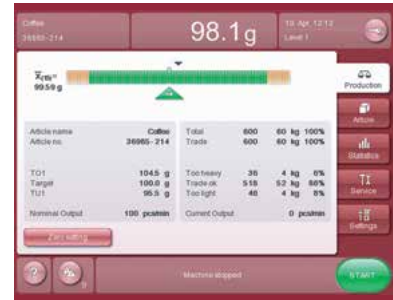 Coffee
36965-214
98.1g
10. Apr 12:12
Level 1
X(15)=
99.59 g
Production
Article
Statistics
Service
Settings
Article name Coffee
Article no. 36965-214
TO1 104.5 g
Target 100.0 g
TU1 95.5 g
Nominal Output 100 pcs/min
Total 600 60 kg 100%
Trade 600 60 kg 100%
Too heavy 36 4 kg 6%
Trade ok 518 52 kg 86%
Too light 46 4 kg 8%
Current Output 0 pcs/min
Zero setting
?
Machine stopped
START